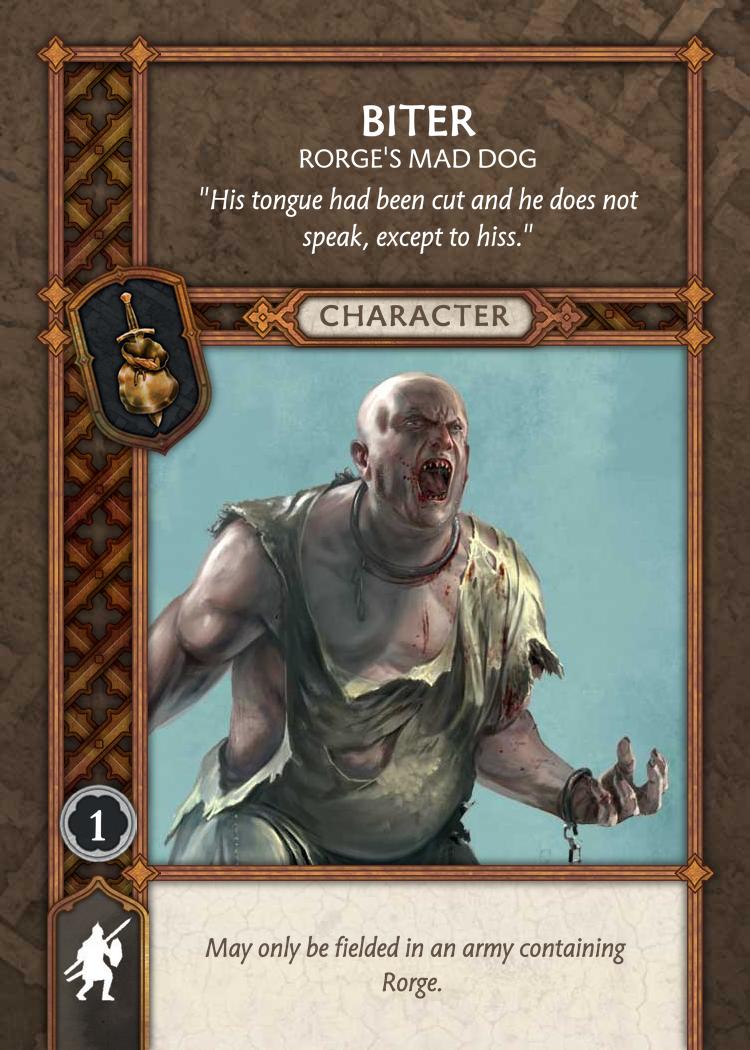 BITER
RORGE'S MAD DOG
"His tongue had been cut and he does not
speak, except to hiss."
CHARACTER
1
May only be fielded in an army containing
Rorge.